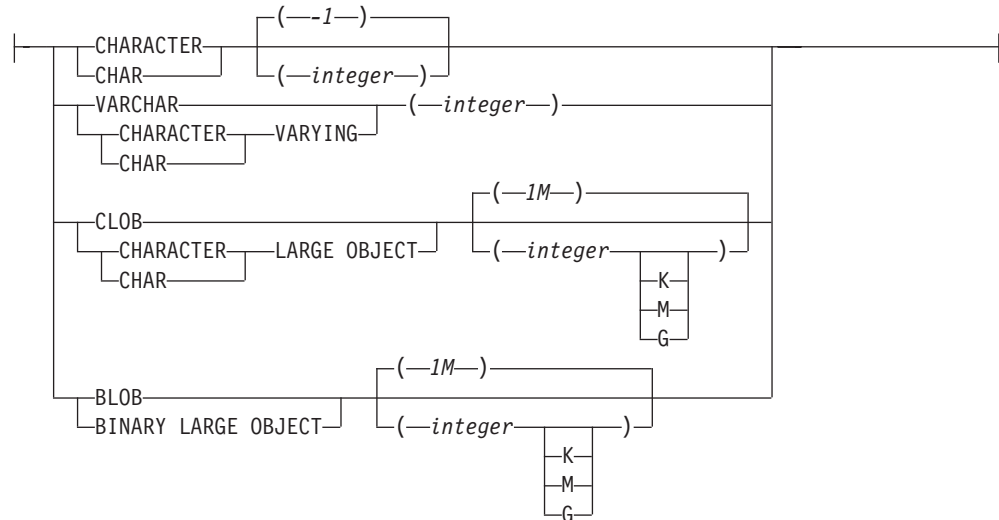 ( -1 )
CHARACTER
CHAR ( integer )
VARCHAR ( integer )
CHARACTER VARYING
CHAR
( 1M )
CLOB
CHARACTER LARGE OBJECT ( integer )
CHAR K
M
G
( 1M )
BLOB
BINARY LARGE OBJECT ( integer )
K
M
G